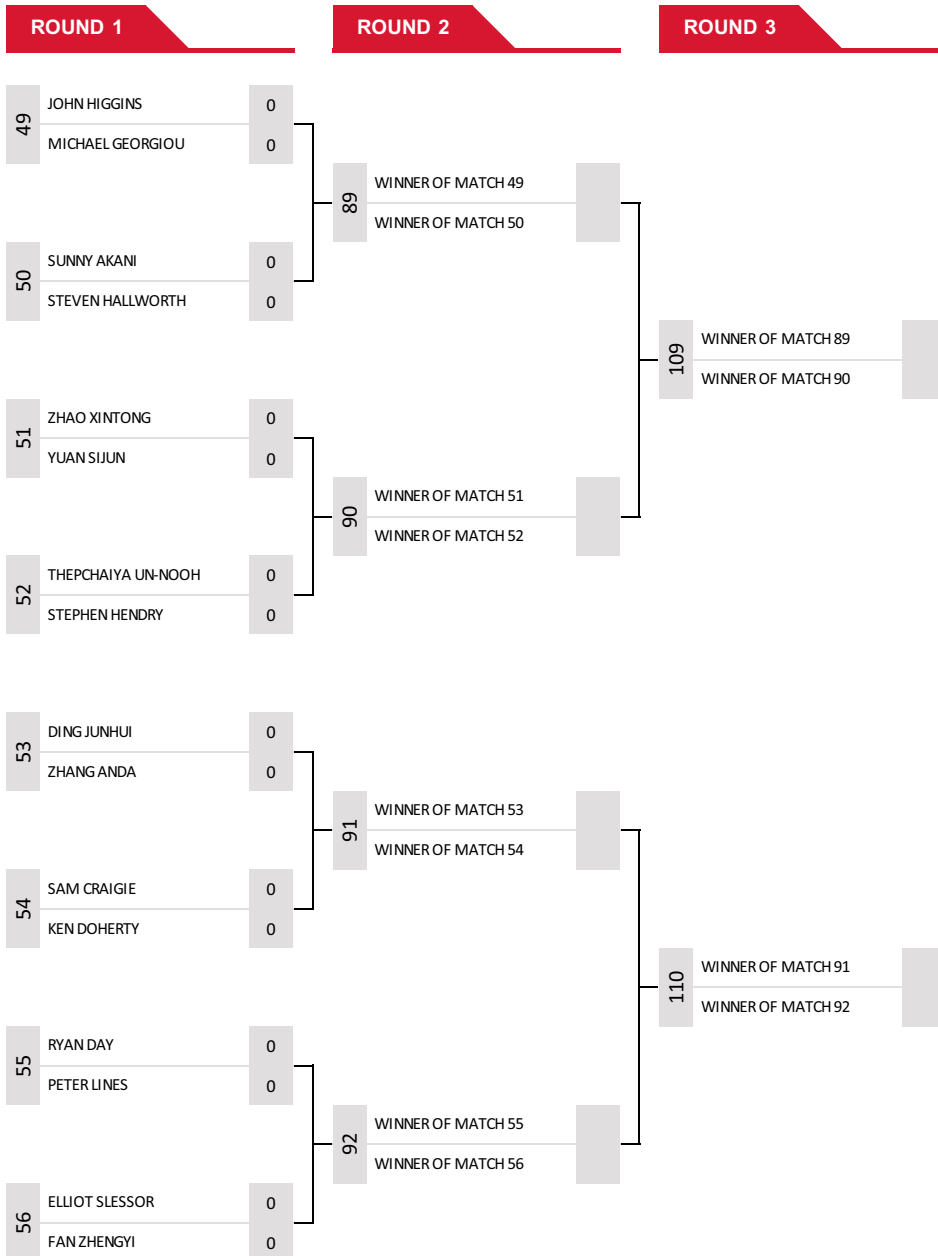 ROUND 1
ROUND 2
ROUND 3
49
JOHN HIGGINS 0
MICHAEL GEORGIOU 0
89
WINNER OF MATCH 49
WINNER OF MATCH 50
50
SUNNY AKANI 0
STEVEN HALLWORTH 0
109
WINNER OF MATCH 89
WINNER OF MATCH 90
51
ZHAO XINTONG 0
YUAN SIJUN 0
90
WINNER OF MATCH 51
WINNER OF MATCH 52
52
THEPCHAIYA UN-NOOH 0
STEPHEN HENDRY 0
53
DING JUNHUI 0
ZHANG ANDA 0
91
WINNER OF MATCH 53
WINNER OF MATCH 54
54
SAM CRAIGIE 0
KEN DOHERTY 0
110
WINNER OF MATCH 91
WINNER OF MATCH 92
55
RYAN DAY 0
PETER LINES 0
92
WINNER OF MATCH 55
WINNER OF MATCH 56
56
ELLIOT SLESSOR 0
FAN ZHENGYI 0